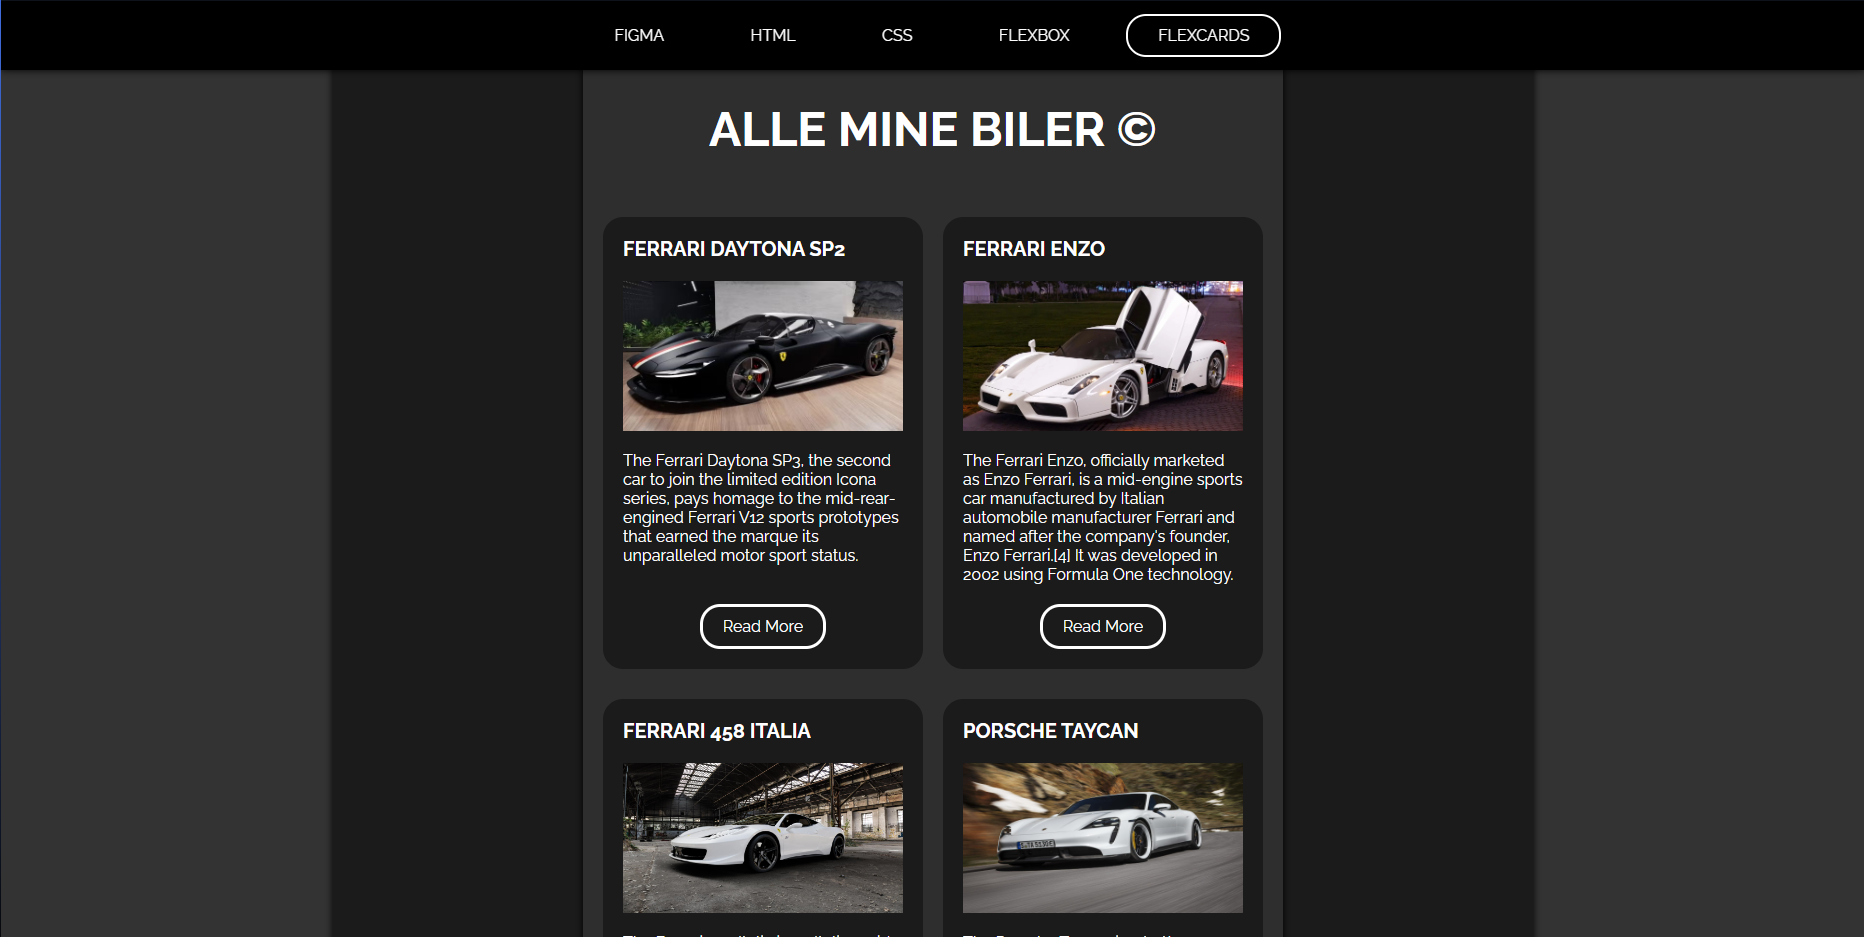 FIGMA HTML CSS FLEXBOX FLEXCARDS
ALLE MINE BILER ©
FERRARI DAYTONA SP2
The Ferrari Daytona SP3, the second
car to join the limited edition Icona
series, pays homage to the mid-rear-
engined Ferrari V12 sports prototypes
that earned the marque its
unparalleled motor sport status.
Read More
FERRARI ENZO
The Ferrari Enzo, officially marketed
as Enzo Ferrari, is a mid-engine sports
car manufactured by Italian
automobile manufacturer Ferrari and
named after the company's founder,
Enzo Ferrari.[4] It was developed in
2002 using Formula One technology.
Read More
FERRARI 458 ITALIA
PORSCHE TAYCAN